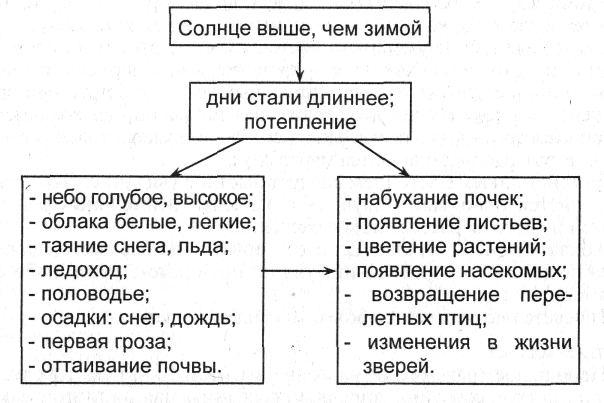 Солнце выше, чем зимой
дни стали длиннее;
потепление
- небо голубое, высокое;
- облака белые, легкие;
- таяние снега, льда;
- ледоход;
- половодье;
- осадки: снег, дождь;
- первая гроза;
- оттаивание почвы.
- набухание почек;
- появление листьев;
- цветение растений;
- появление насекомых;
- возвращение пере-
летных птиц;
- изменения в жизни
зверей.